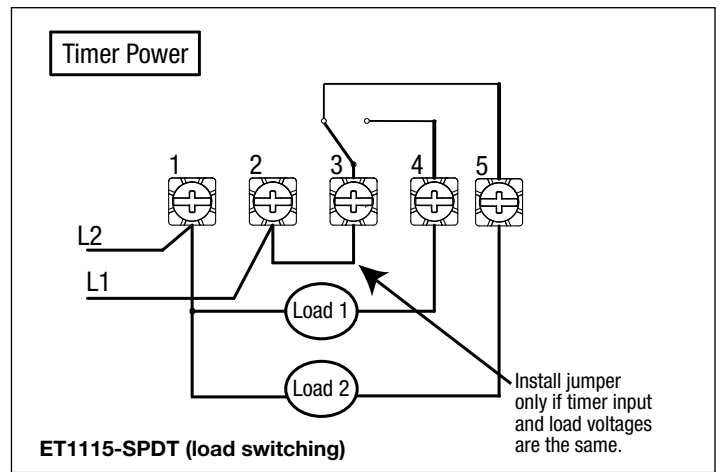 Timer Power
1
2
3
4
5
L2
L1
Load 1
Load 2
Install jumper
only if timer input
and load voltages
are the same.
ET1115-SPDT (load switching)